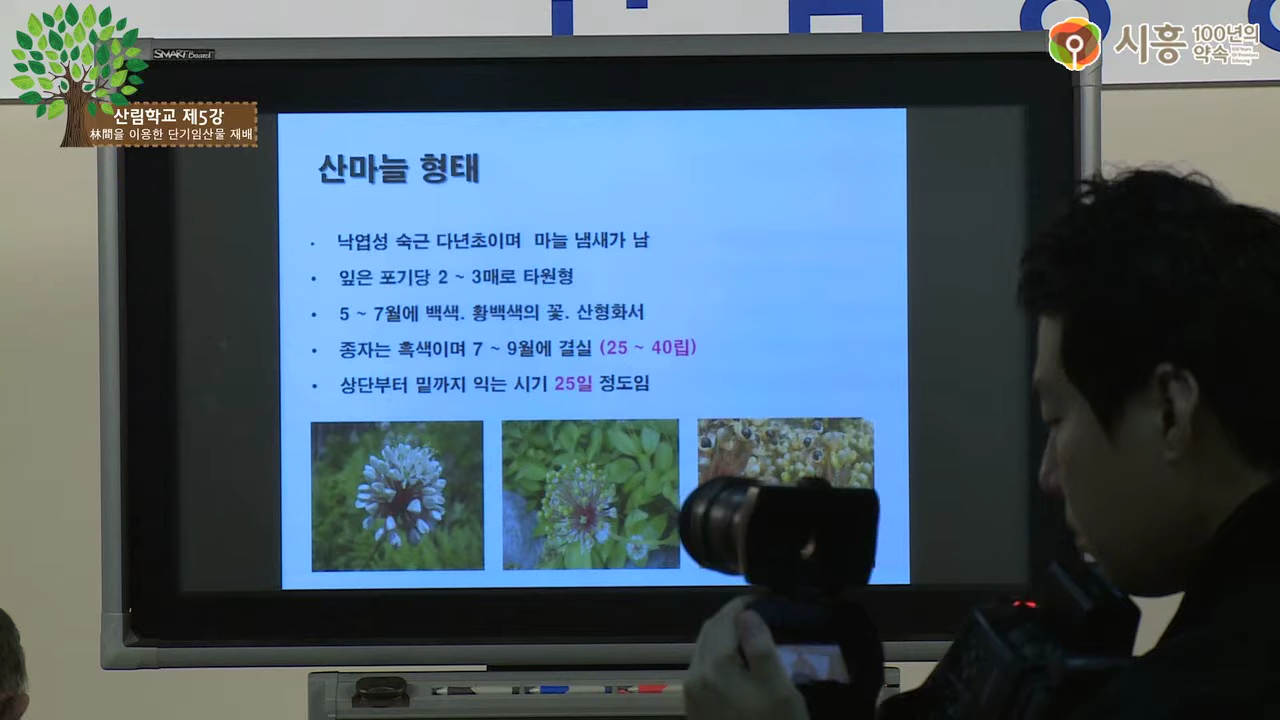 SMART Board
산림학교 제5강
林間을 이용한 단기임산물 재배
시흥 100년의 약속
산마늘 형태
· 낙엽성 숙근 다년초이며 마늘 냄새가 남
· 잎은 포기당 2 ~ 3매로 타원형
· 5 ~ 7월에 백색. 황백색의 꽃. 산형화서
· 종자는 흑색이며 7 ~ 9월에 결실 (25 ~ 40립)
· 상단부터 밑까지 익는 시기 25일 정도임